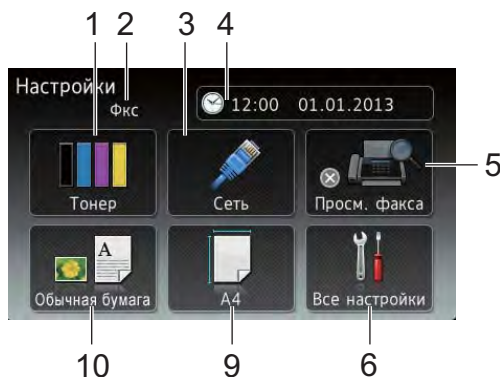 1 2 3 4
Настройки
Фкс
12:00 01.01.2013
Тонер
Сеть
Просм. факса
5
A
Обычная бумага
A4
Все настройки
10 9 6